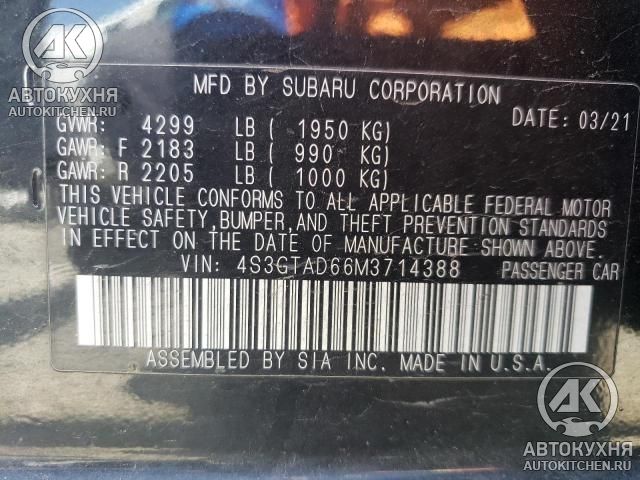 AK
АВТОКУХНЯ
AUTOKITCHEN.RU
MFD BY SUBARU CORPORATION
DATE: 03/21
GVWR: 4299 LB ( 1950 KG)
GAWR: F 2183 LB ( 990 KG)
GAWR: R 2205 LB ( 1000 KG)
THIS VEHICLE CONFORMS TO ALL APPLICABLE FEDERAL MOTOR
VEHICLE SAFETY,BUMPER,AND THEFT PREVENTION STANDARDS
IN EFFECT ON THE DATE OF MANUFACTURE SHOWN ABOVE.
VIN: 4S3GTAD66M3714388 PASSENGER CAR
ASSEMBLED BY SIA INC. MADE IN U.S.A.
AK
АВТОКУХНЯ
AUTOKITCHEN.RU